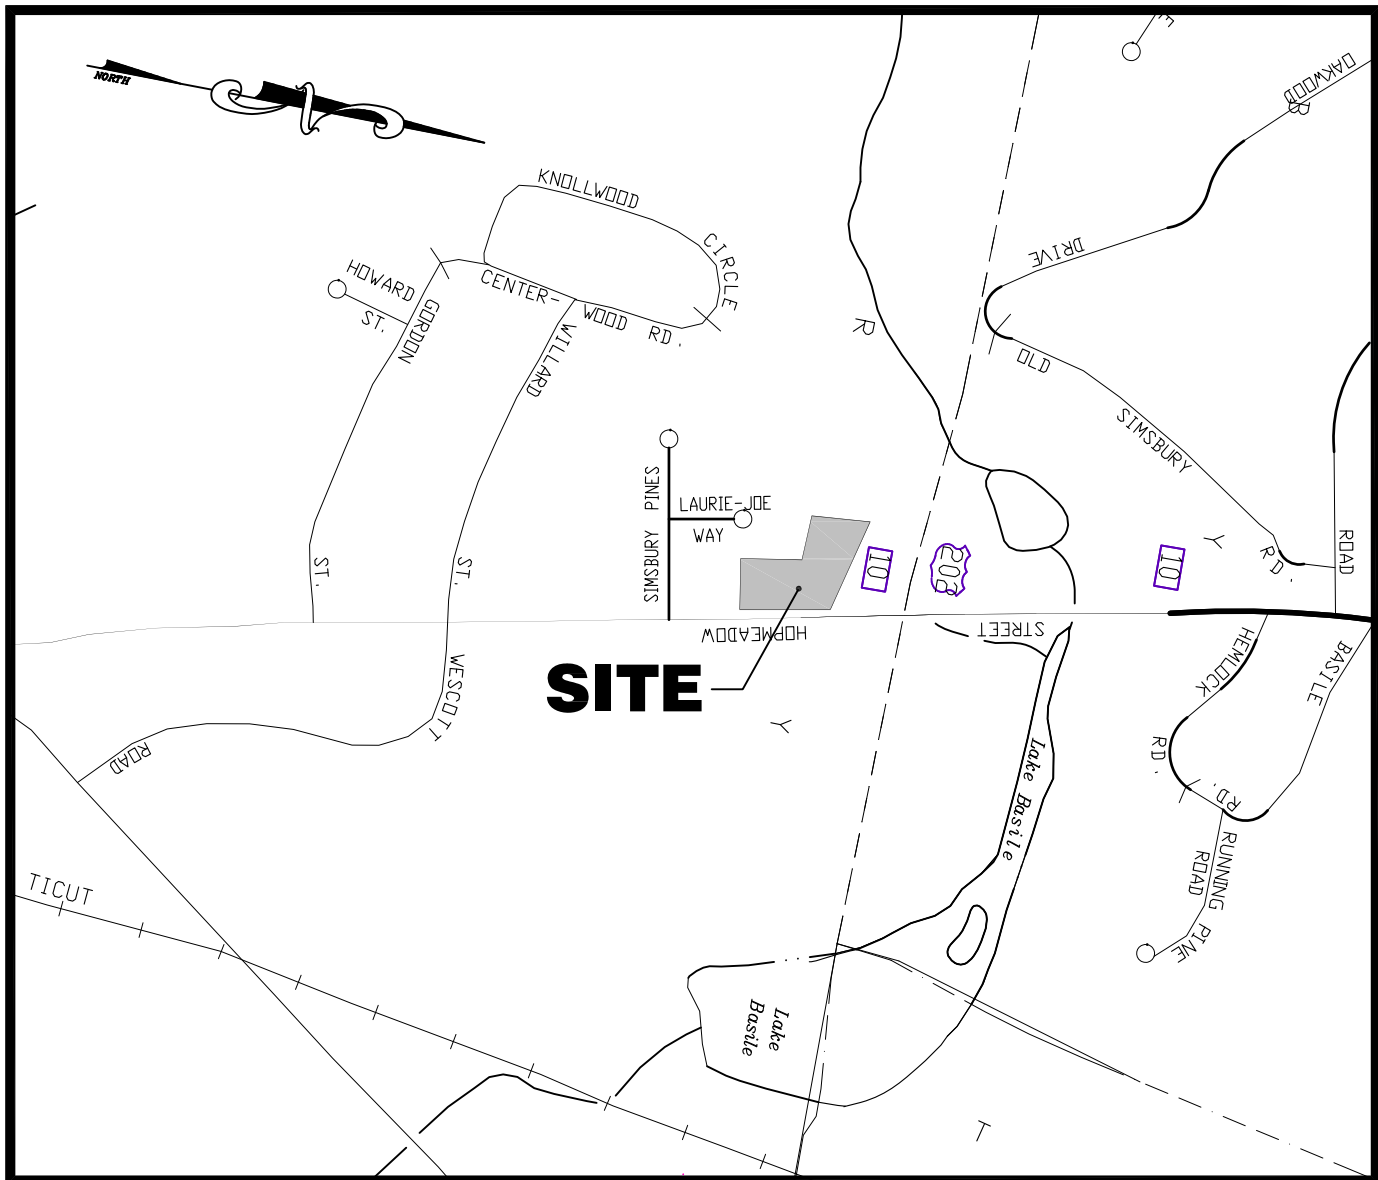 NORTH
E
OAKWOOD
B
DRIVE
KNOLLWOOD
CIRCLE
HOWARD
ST.
GORDON
ST.
CENTER-
WOOD RD.
WILLARD
ST.
R
OLD
SIMSBURY
RD.
ROAD
SIMSBURY PINES
LAURIE-JOE
WAY
10
202
10
Y
HOPMEADOW
STREET
SITE
Y
WESCOTT
ROAD
HEMLOCK
RD.
BASILE
RD.
RUNNING PINE
ROAD
Lake Basile
TICUT
Lake
Basile
T